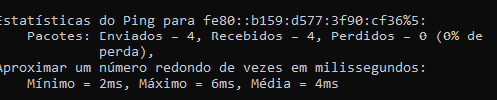 Estatísticas do Ping para fe80::b159:d577:3f90:cf36%5:
Pacotes: Enviados = 4, Recebidos = 4, Perdidos = 0 (0% de
perda),
Aproximar um número redondo de vezes em milissegundos:
Mínimo = 2ms, Máximo = 6ms, Média = 4ms